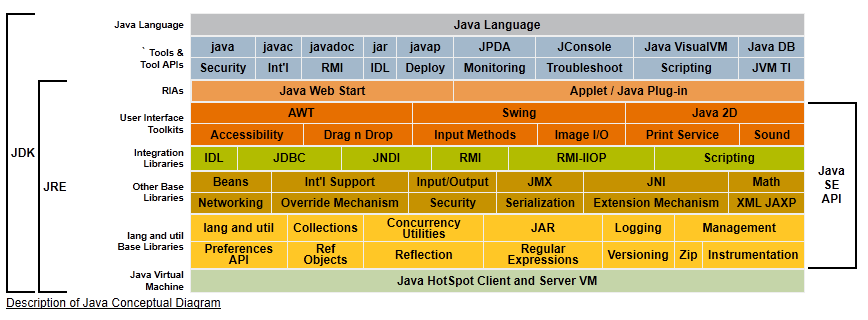 Java Language Java Language
` Tools &
Tool APIs
java javac javadoc jar javap JPDA JConsole Java VisualVM Java DB
Security Int'l RMI IDL Deploy Monitoring Troubleshoot Scripting JVM TI
RIAs Java Web Start Applet / Java Plug-in
User Interface
Toolkits
AWT Swing Java 2D
Accessibility Drag n Drop Input Methods Image I/O Print Service Sound
Integration
Libraries
IDL JDBC JNDI RMI RMI-IIOP Scripting
JDK
JRE
Java
SE
API
Other Base
Libraries
Beans Int'l Support Input/Output JMX JNI Math
Networking Override Mechanism Security Serialization Extension Mechanism XML JAXP
lang and util
Base Libraries
lang and util Collections Concurrency
Utilities JAR Logging Management
Preferences
API Ref
Objects Reflection Regular
Expressions Versioning Zip Instrumentation
Java Virtual
Machine
Java HotSpot Client and Server VM
Description of Java Conceptual Diagram